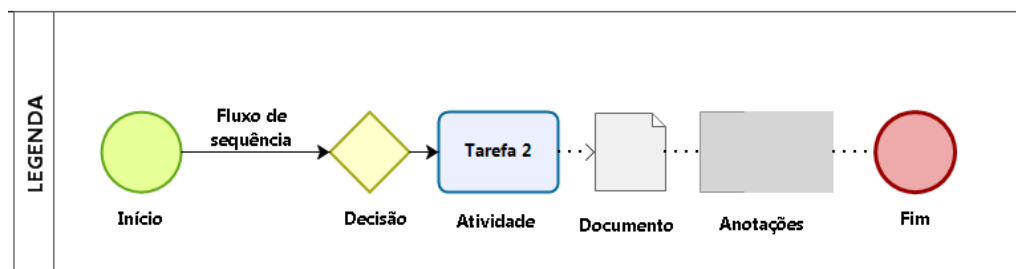 LEGENDA
Fluxo de
sequência
Tarefa 2
Início
Decisão
Atividade
Documento
Anotações
Fim